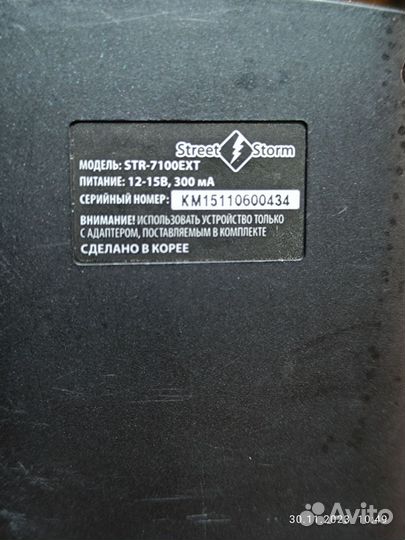 Street Storm
МОДЕЛЬ: STR-7100EXT
ПИТАНИЕ: 12-15В, 300 мА
СЕРИЙНЫЙ НОМЕР: KM15110600434
ВНИМАНИЕ! ИСПОЛЬЗОВАТЬ УСТРОЙСТВО ТОЛЬКО
С АДАПТЕРОМ, ПОСТАВЛЯЕМЫМ В КОМПЛЕКТЕ
СДЕЛАНО В КОРЕЕ
30.11.2023 10:49
Avito